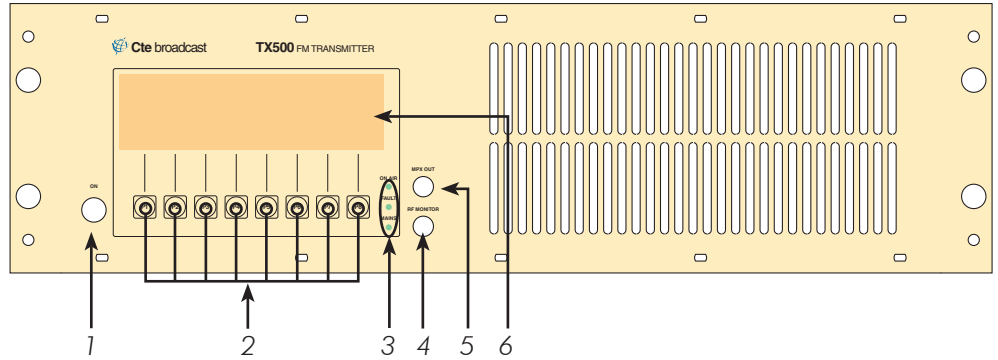 Cte broadcast
TX500 FM TRANSMITTER
ON
ON AIR
FAULT
MAINS
MPX OUT
RF MONITOR
1 2 3 4 5 6